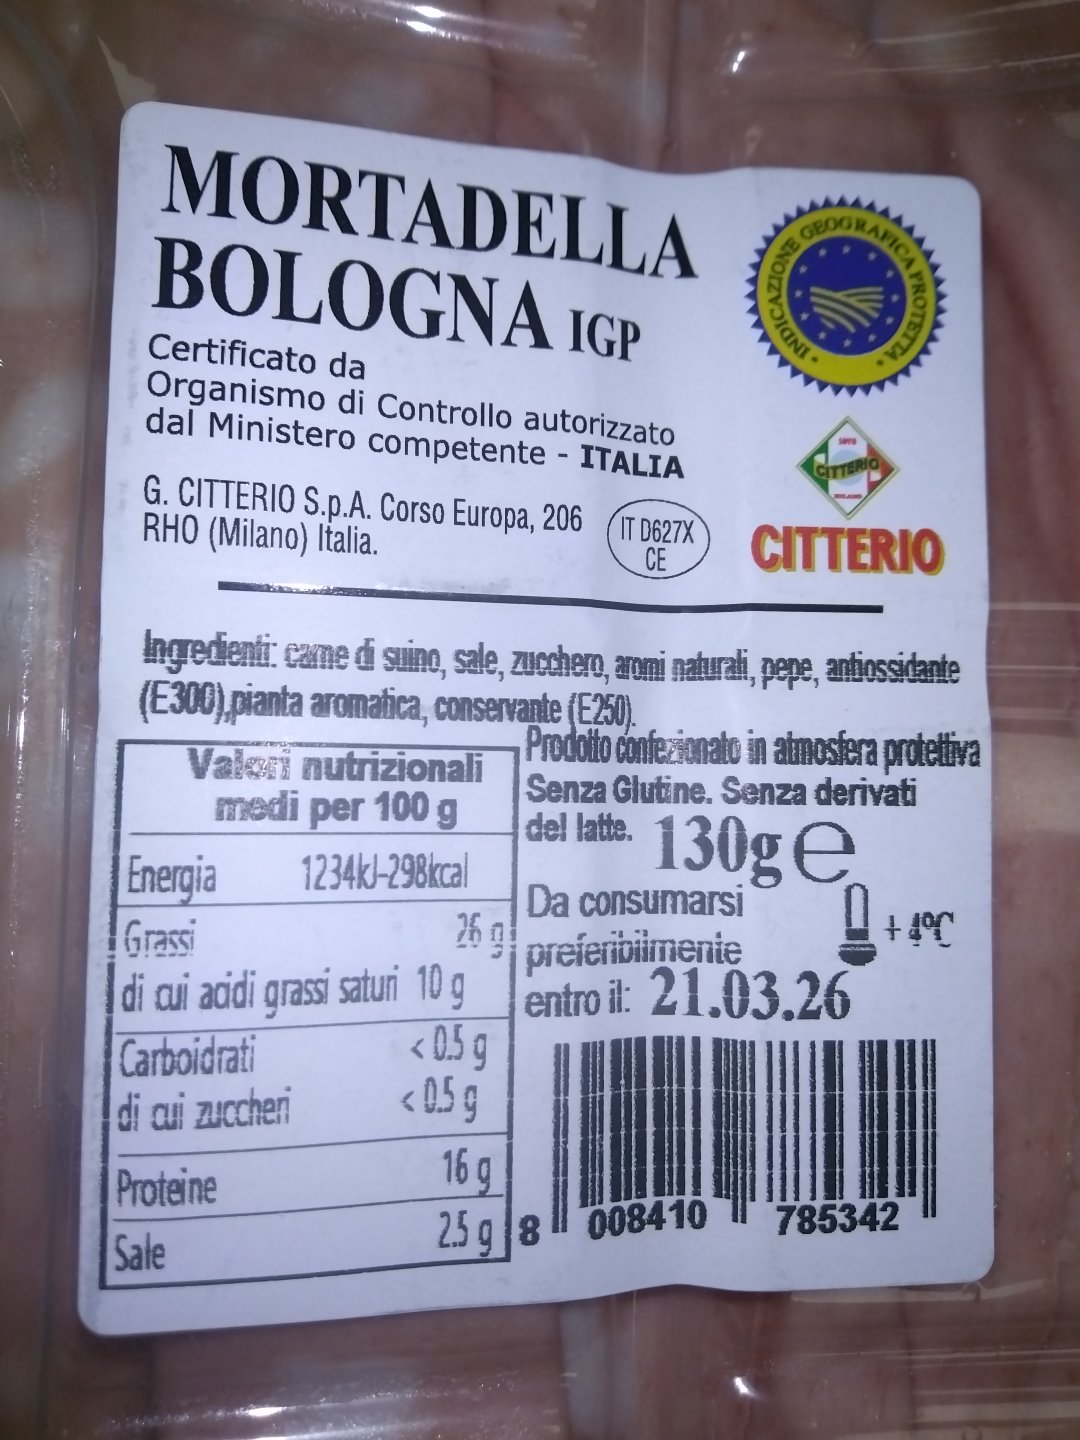 MORTADELLA
BOLOGNA IGP
INDICAZIONE GEOGRAFICA PROTETTA
Certificato da
Organismo di Controllo autorizzato
dal Ministero competente - ITALIA
G. CITTERIO S.p.A. Corso Europa, 206
RHO (Milano) Italia.
IT D627X
CE
1878
CITTERIO
MILANO
CITTERIO
Ingredienti: carne di suino, sale, zucchero, aromi naturali, pepe, antiossidante
(E300),pianta aromatica, conservante (E250).
Prodotto confezionato in atmosfera protettiva
Senza Glutine. Senza derivati
del latte. 130g e
Da consumarsi
preferibilmente
entro il: 21.03.26
+4°C
Valori nutrizionali
medi per 100 g
Energia 1234kJ-298kcal
Grassi 26 g
di cui acidi grassi saturi 10 g
Carboidrati < 0.5 g
di cui zuccheri < 0.5 g
Proteine 16 g
Sale 2.5 g
8 008410 785342